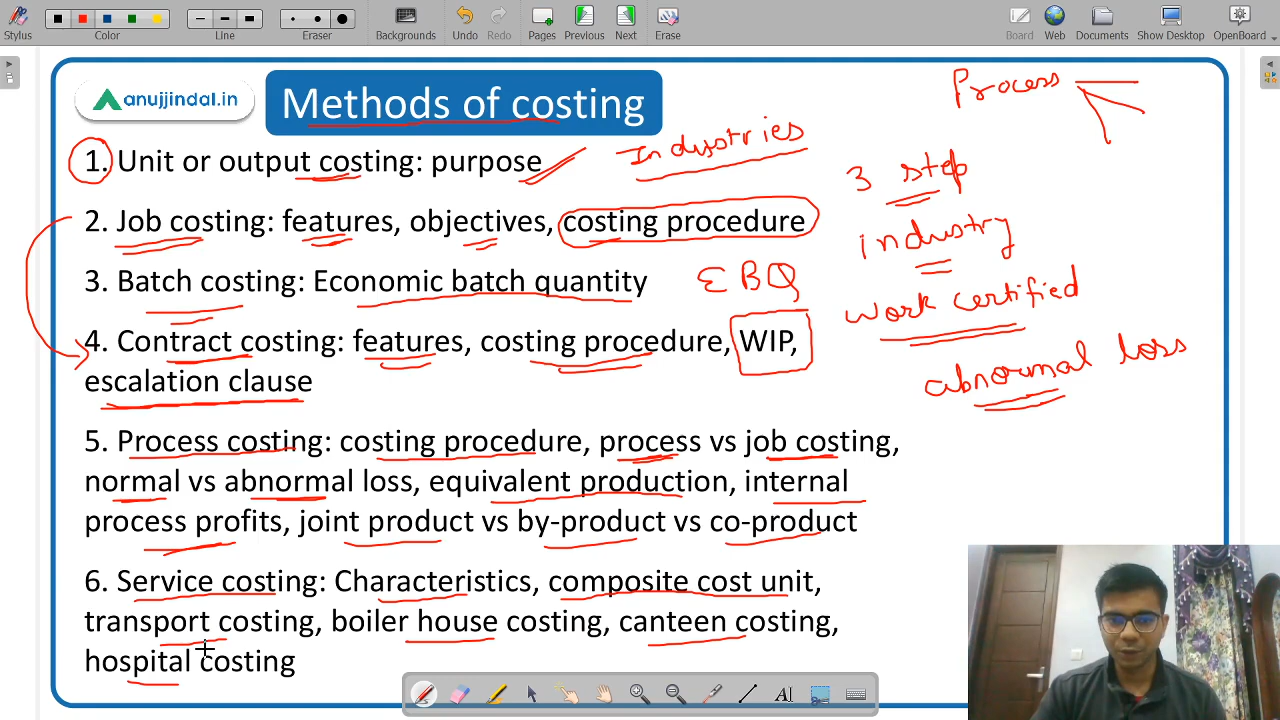 Stylus
Color
Line
Eraser
Backgrounds
Undo
Redo
Pages
Previous
Next
Erase
Board
Web
Documents
Show Desktop
OpenBoard
anujjindal.in
Methods of costing
Process
1. Unit or output costing: purpose
Industries
3 step
2. Job costing: features, objectives, costing procedure
industry
3. Batch costing: Economic batch quantity
EBQ
work certified
4. Contract costing: features, costing procedure, WIP,
escalation clause
abnormal loss
5. Process costing: costing procedure, process vs job costing,
normal vs abnormal loss, equivalent production, internal
process profits, joint product vs by-product vs co-product
6. Service costing: Characteristics, composite cost unit,
transport costing, boiler house costing, canteen costing,
hospital costing
AI